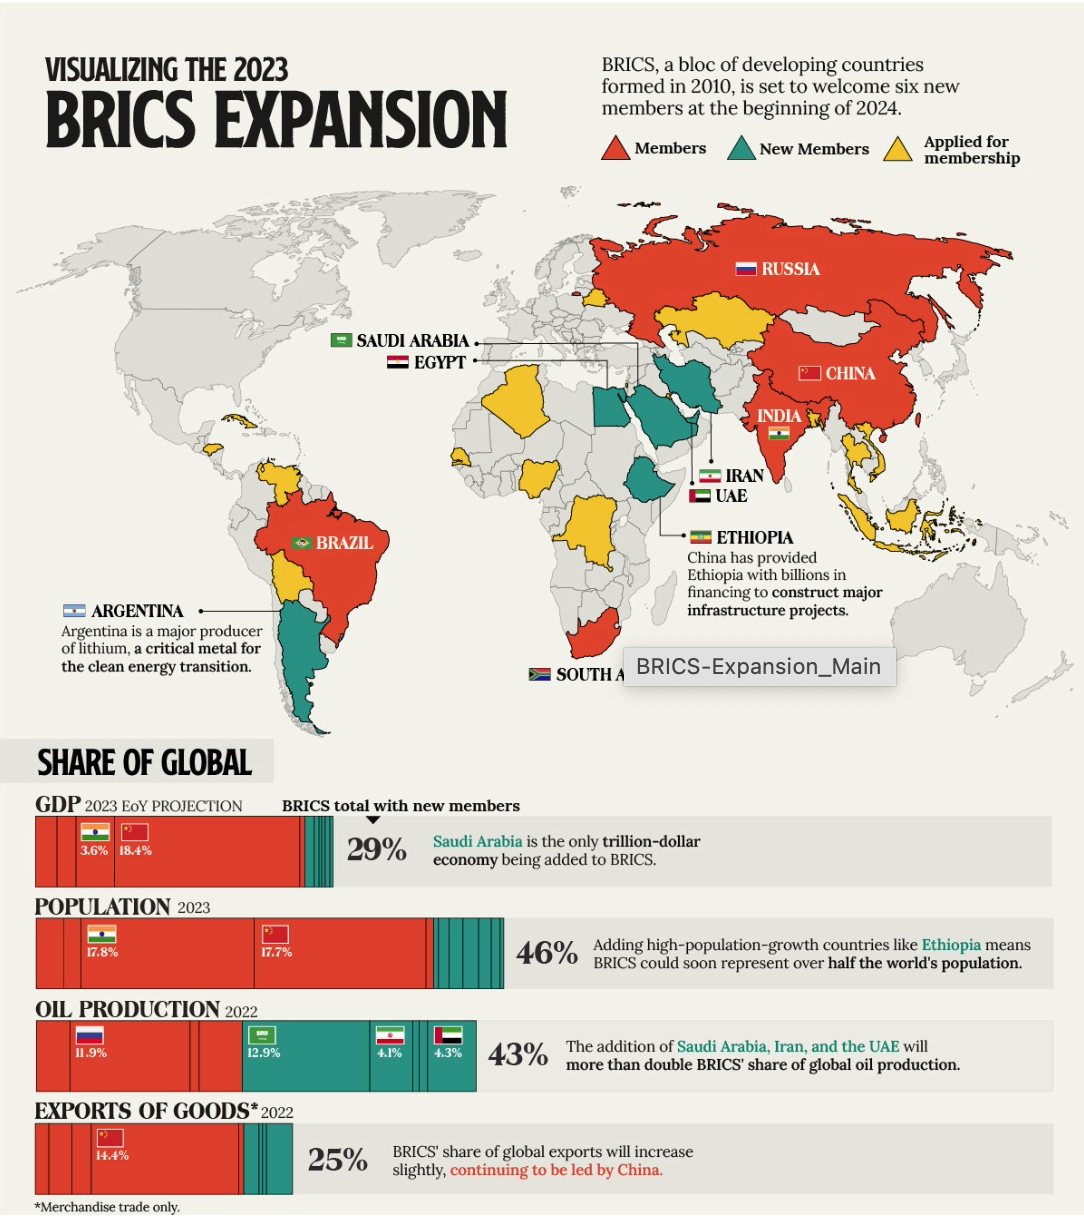 VISUALIZING THE 2023
BRICS EXPANSION
BRICS, a bloc of developing countries
formed in 2010, is set to welcome six new
members at the beginning of 2024.
Members
New Members
Applied for
membership
RUSSIA
SAUDI ARABIA
EGYPT
CHINA
INDIA
IRAN
UAE
BRAZIL
ETHIOPIA
China has provided
Ethiopia with billions in
financing to construct major
infrastructure projects.
ARGENTINA
Argentina is a major producer
of lithium, a critical metal for
the clean energy transition.
SOUTH A
BRICS-Expansion_Main
SHARE OF GLOBAL
GDP 2023 EoY PROJECTION
BRICS total with new members
3.6% 18.4%
29%
Saudi Arabia is the only trillion-dollar
economy being added to BRICS.
POPULATION 2023
17.8% 17.7%
46%
Adding high-population-growth countries like Ethiopia means
BRICS could soon represent over half the world's population.
OIL PRODUCTION 2022
11.9% 12.9% 4.1% 4.3%
43%
The addition of Saudi Arabia, Iran, and the UAE will
more than double BRICS' share of global oil production.
EXPORTS OF GOODS* 2022
14.4%
25%
BRICS' share of global exports will increase
slightly, continuing to be led by China.
*Merchandise trade only.